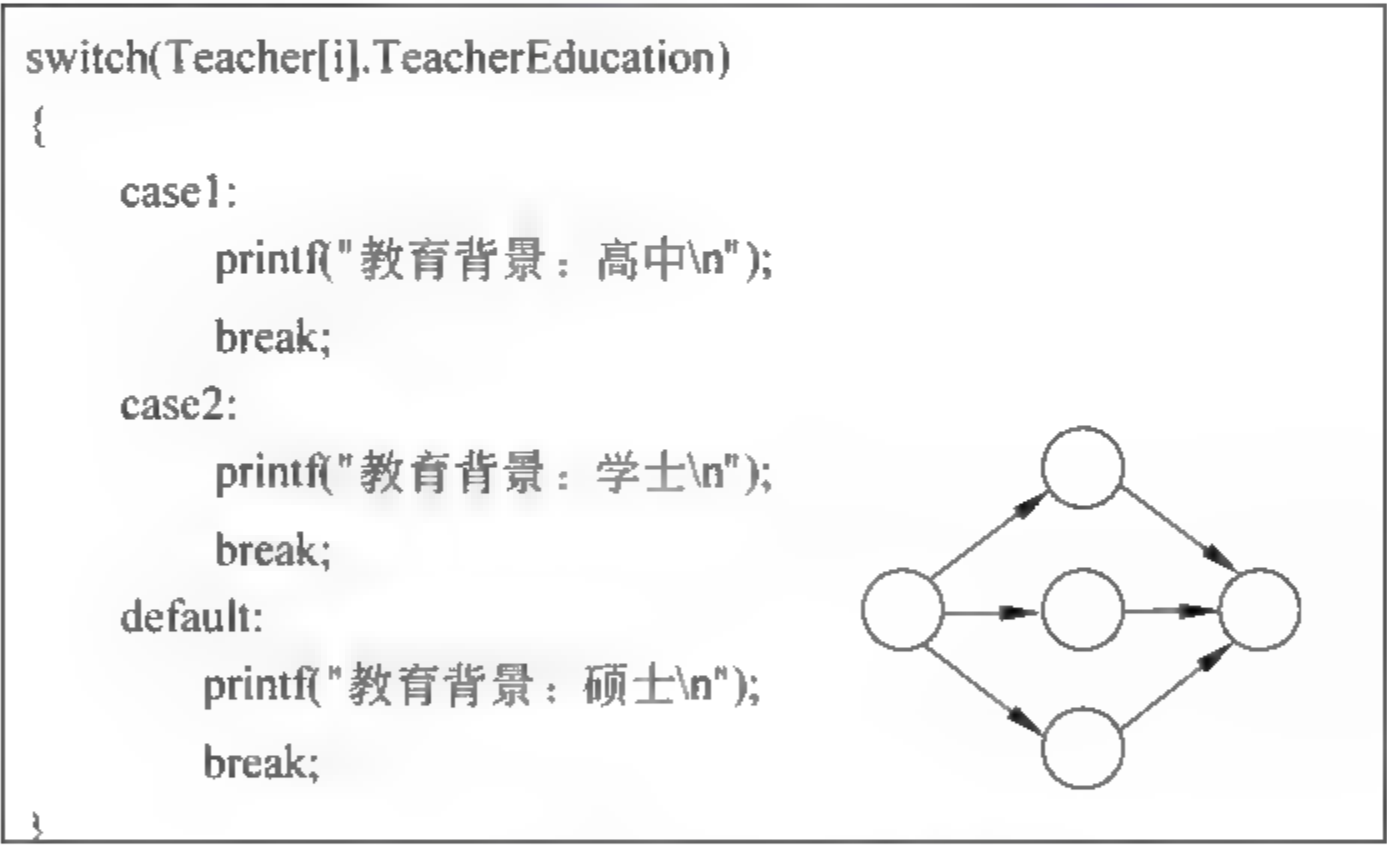 switch(Teacher[i].TeacherEducation)
{
case1:
printf("教育背景：高中\n");
break;
case2:
printf("教育背景：学士\n");
break;
default:
printf("教育背景：硕士\n");
break;
}